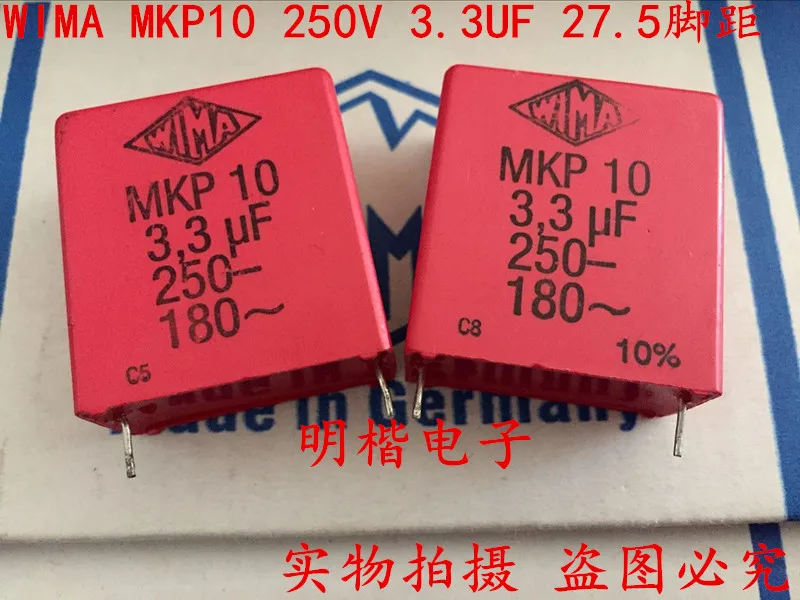 WIMA MKP10 250V 3.3UF 27.5脚距
WIMA
MKP 10
3,3 µF
250–
180~
C5
WIMA
MKP 10
3,3 µF
250–
180~
C8
10%
Made in Germany
明楷电子
实物拍摄 盗图必究